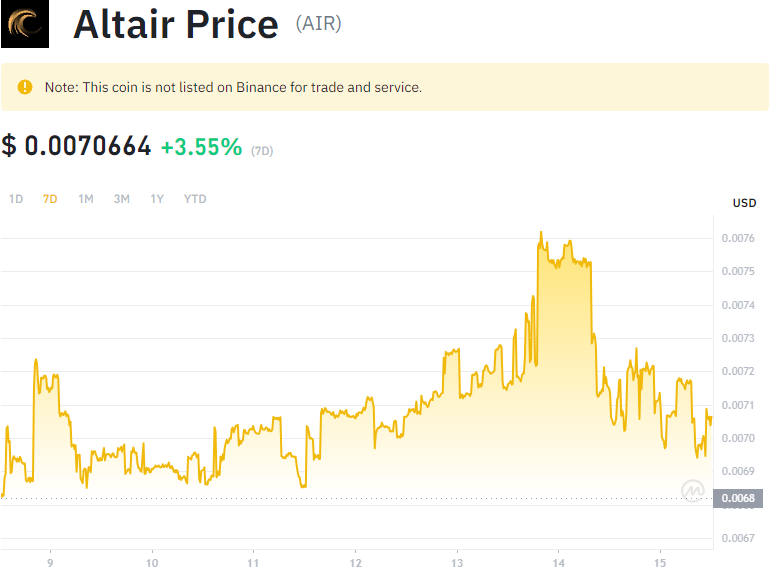 Altair Price (AIR)
Note: This coin is not listed on Binance for trade and service.
$ 0.0070664 +3.55% (7D)
1D 7D 1M 3M 1Y YTD
USD
0.0076
0.0075
0.0074
0.0073
0.0072
0.0071
0.0070
0.0069
0.0068
0.0067
9 10 11 12 13 14 15